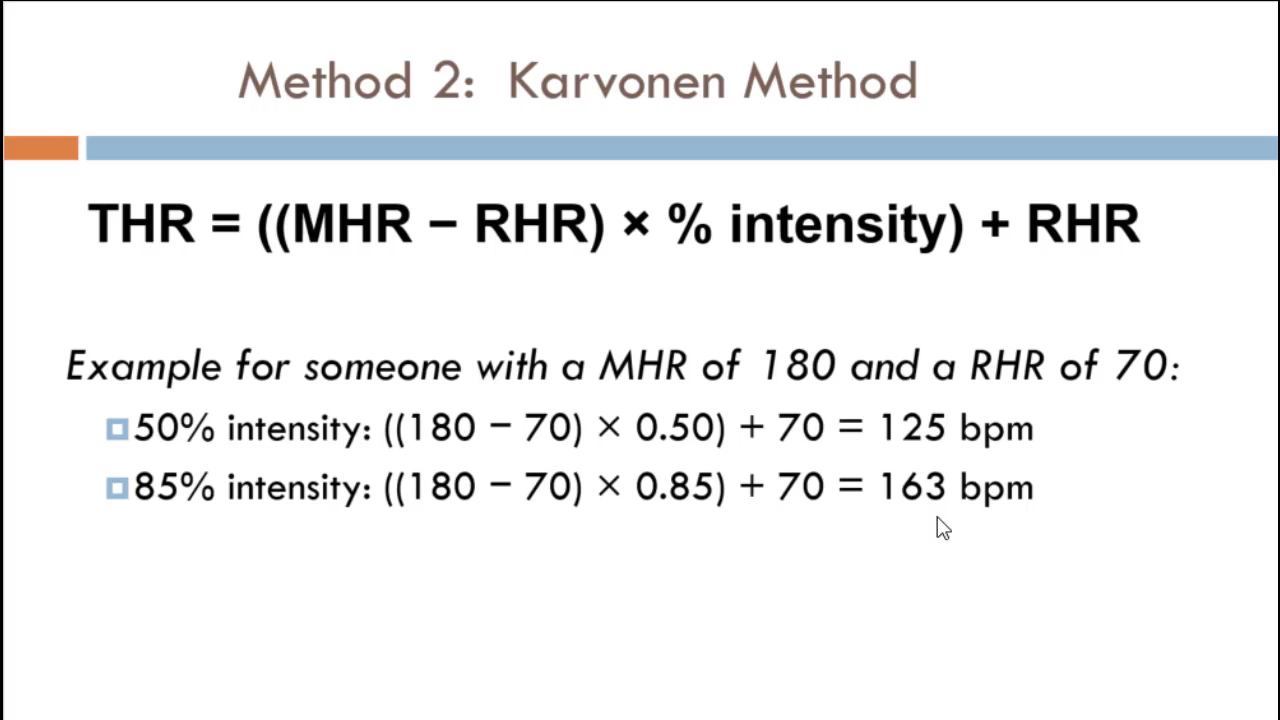 Method 2: Karvonen Method
THR = ((MHR − RHR) × % intensity) + RHR
Example for someone with a MHR of 180 and a RHR of 70:
50% intensity: ((180 − 70) × 0.50) + 70 = 125 bpm
85% intensity: ((180 − 70) × 0.85) + 70 = 163 bpm